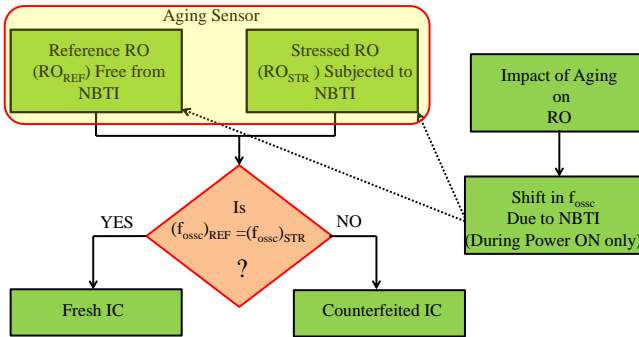 Aging Sensor
Reference RO
(RO_REF) Free from
NBTI
Stressed RO
(RO_STR ) Subjected to
NBTI
Impact of Aging
on
RO
Shift in f_ossc
Due to NBTI
(During Power ON only)
Is
(f_ossc)_REF =(f_ossc)_STR
?
YES
NO
Fresh IC
Counterfeited IC